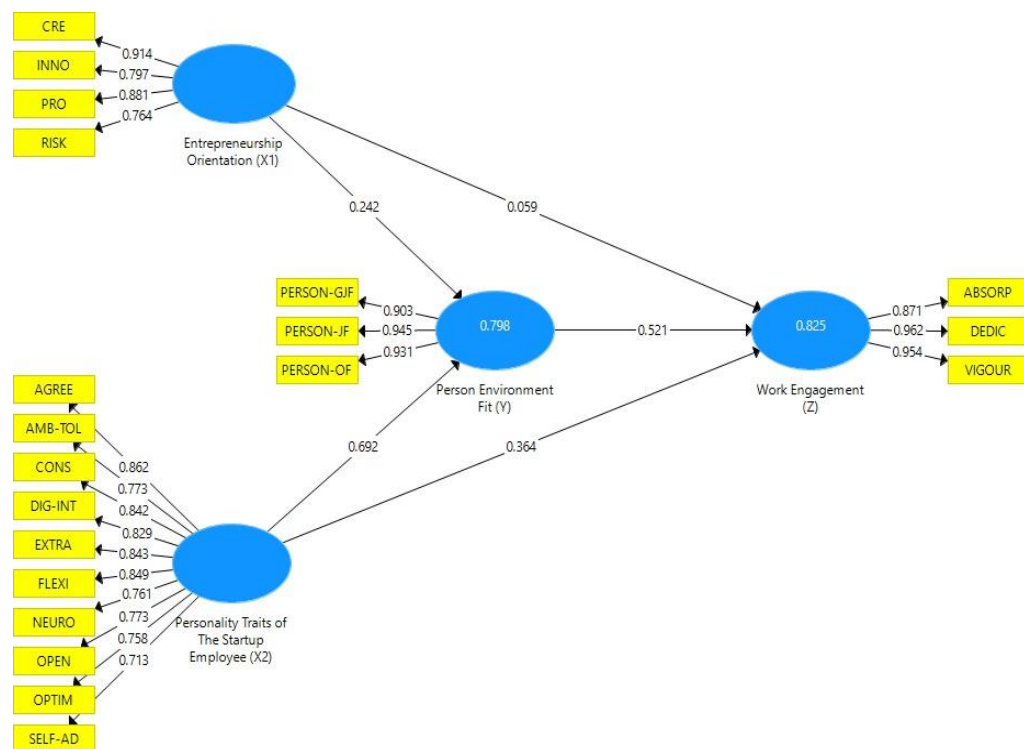 CRE
0.914
INNO
0.797
PRO
0.881
RISK
0.764
Entrepreneurship
Orientation (X1)
0.242
0.059
PERSON-GJF
0.903
PERSON-JF
0.945
PERSON-OF
0.931
0.798
Person Environment
Fit (Y)
0.521
0.825
Work Engagement
(Z)
0.871
ABSORP
0.962
DEDIC
0.954
VIGOUR
0.692
0.364
AGREE
0.862
AMB-TOL
0.773
CONS
0.842
DIG-INT
0.829
EXTRA
0.843
FLEXI
0.849
NEURO
0.761
OPEN
0.773
OPTIM
0.758
SELF-AD
0.713
Personality Traits of
The Startup
Employee (X2)